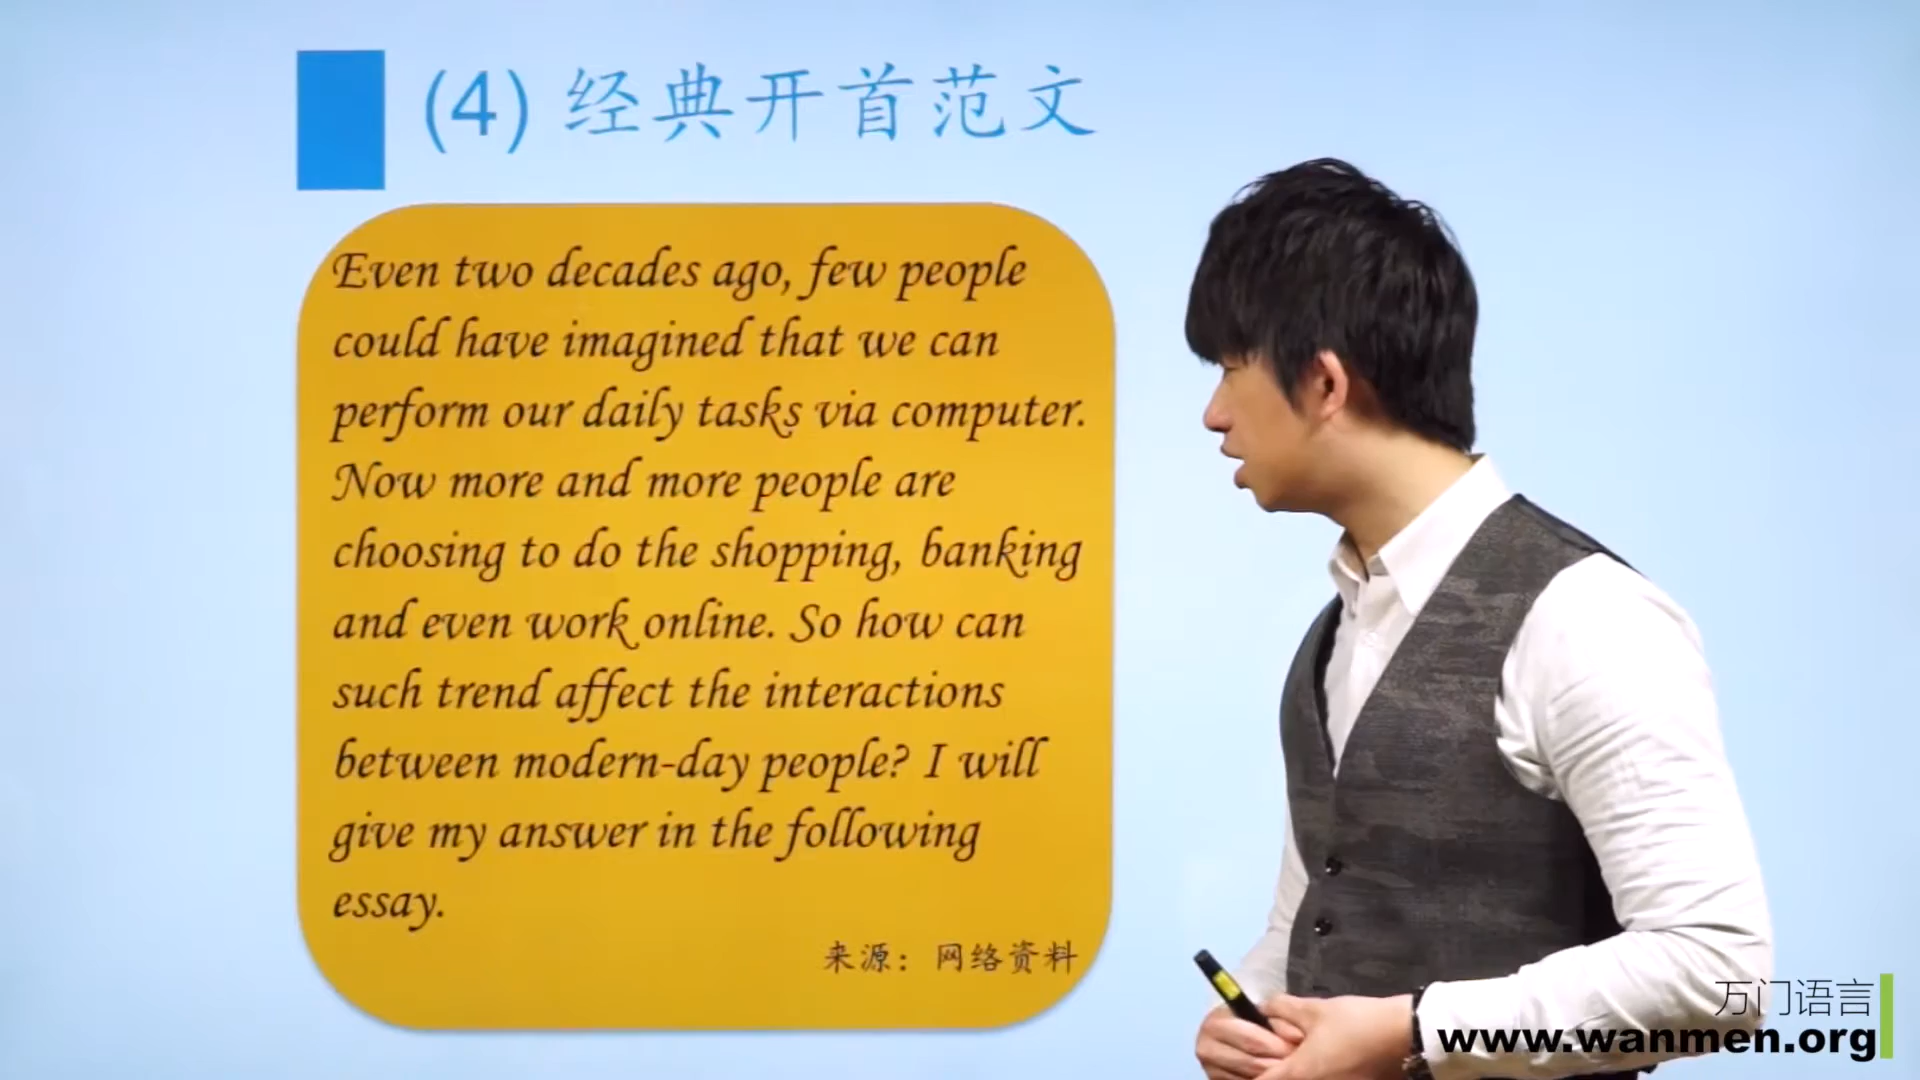 (4) 经典开首范文
Even two decades ago, few people
could have imagined that we can
perform our daily tasks via computer.
Now more and more people are
choosing to do the shopping, banking
and even work online. So how can
such trend affect the interactions
between modern-day people? I will
give my answer in the following
essay.
来源：网络资料
万门语言
www.wanmen.org